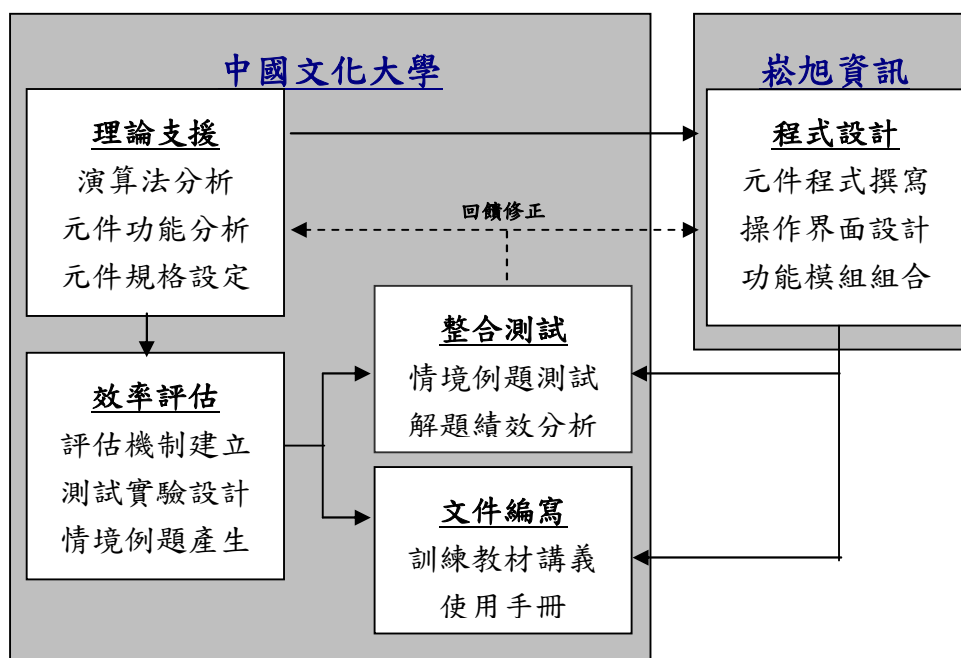 中國文化大學
崧旭資訊
理論支援
演算法分析
元件功能分析
元件規格設定
程式設計
元件程式撰寫
操作界面設計
功能模組組合
回饋修正
整合測試
情境例題測試
解題績效分析
效率評估
評估機制建立
測試實驗設計
情境例題產生
文件編寫
訓練教材講義
使用手冊